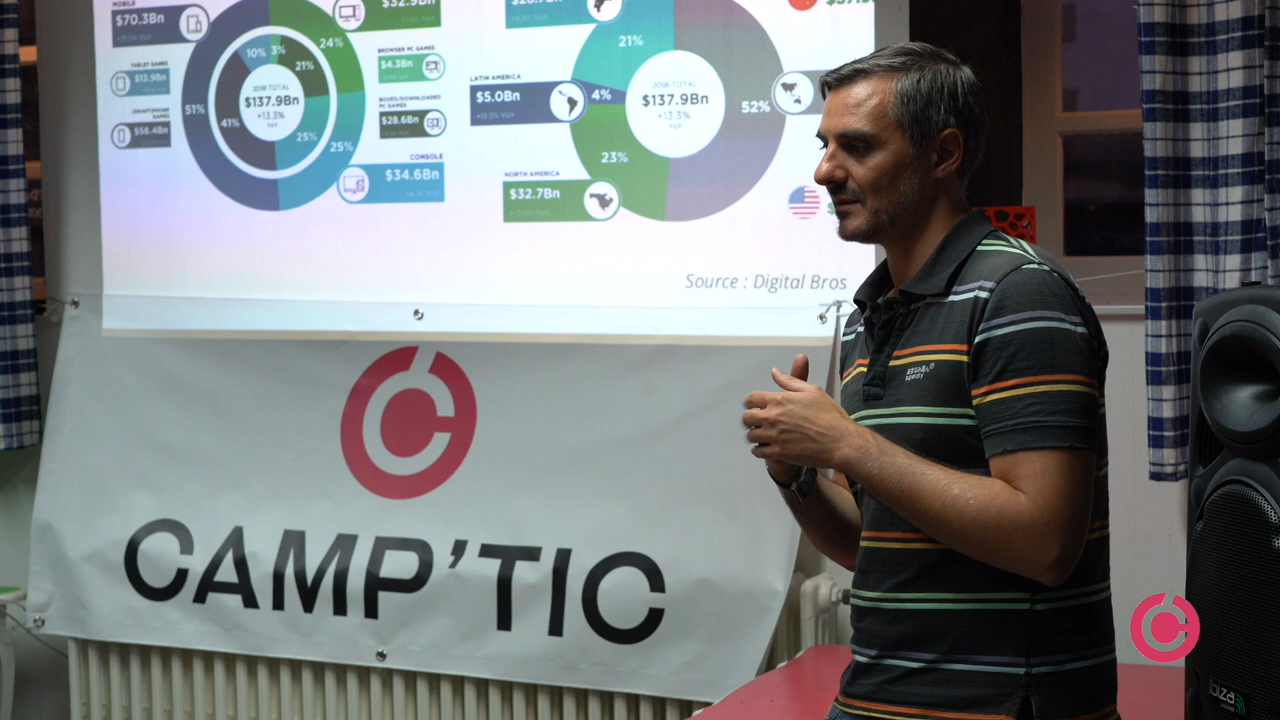 MOBILE
$70.3Bn
TABLET GAMES
$13.9Bn
$56.4Bn
51%
41%
10%
3%
21%
24%
25%
25%
2018 TOTAL
$137.9Bn
+13.3%
YoY
$32.9Bn
BROWSER PC GAMES
$4.3Bn
BOXED/DOWNLOADED
PC GAMES
$28.6Bn
CONSOLE
$34.6Bn
21%
LATIN AMERICA
$5.0Bn
4%
2018 TOTAL
$137.9Bn
+13.3%
YoY
52%
23%
NORTH AMERICA
$32.7Bn
Source : Digital Bros
CAMP'TIC
ibiza